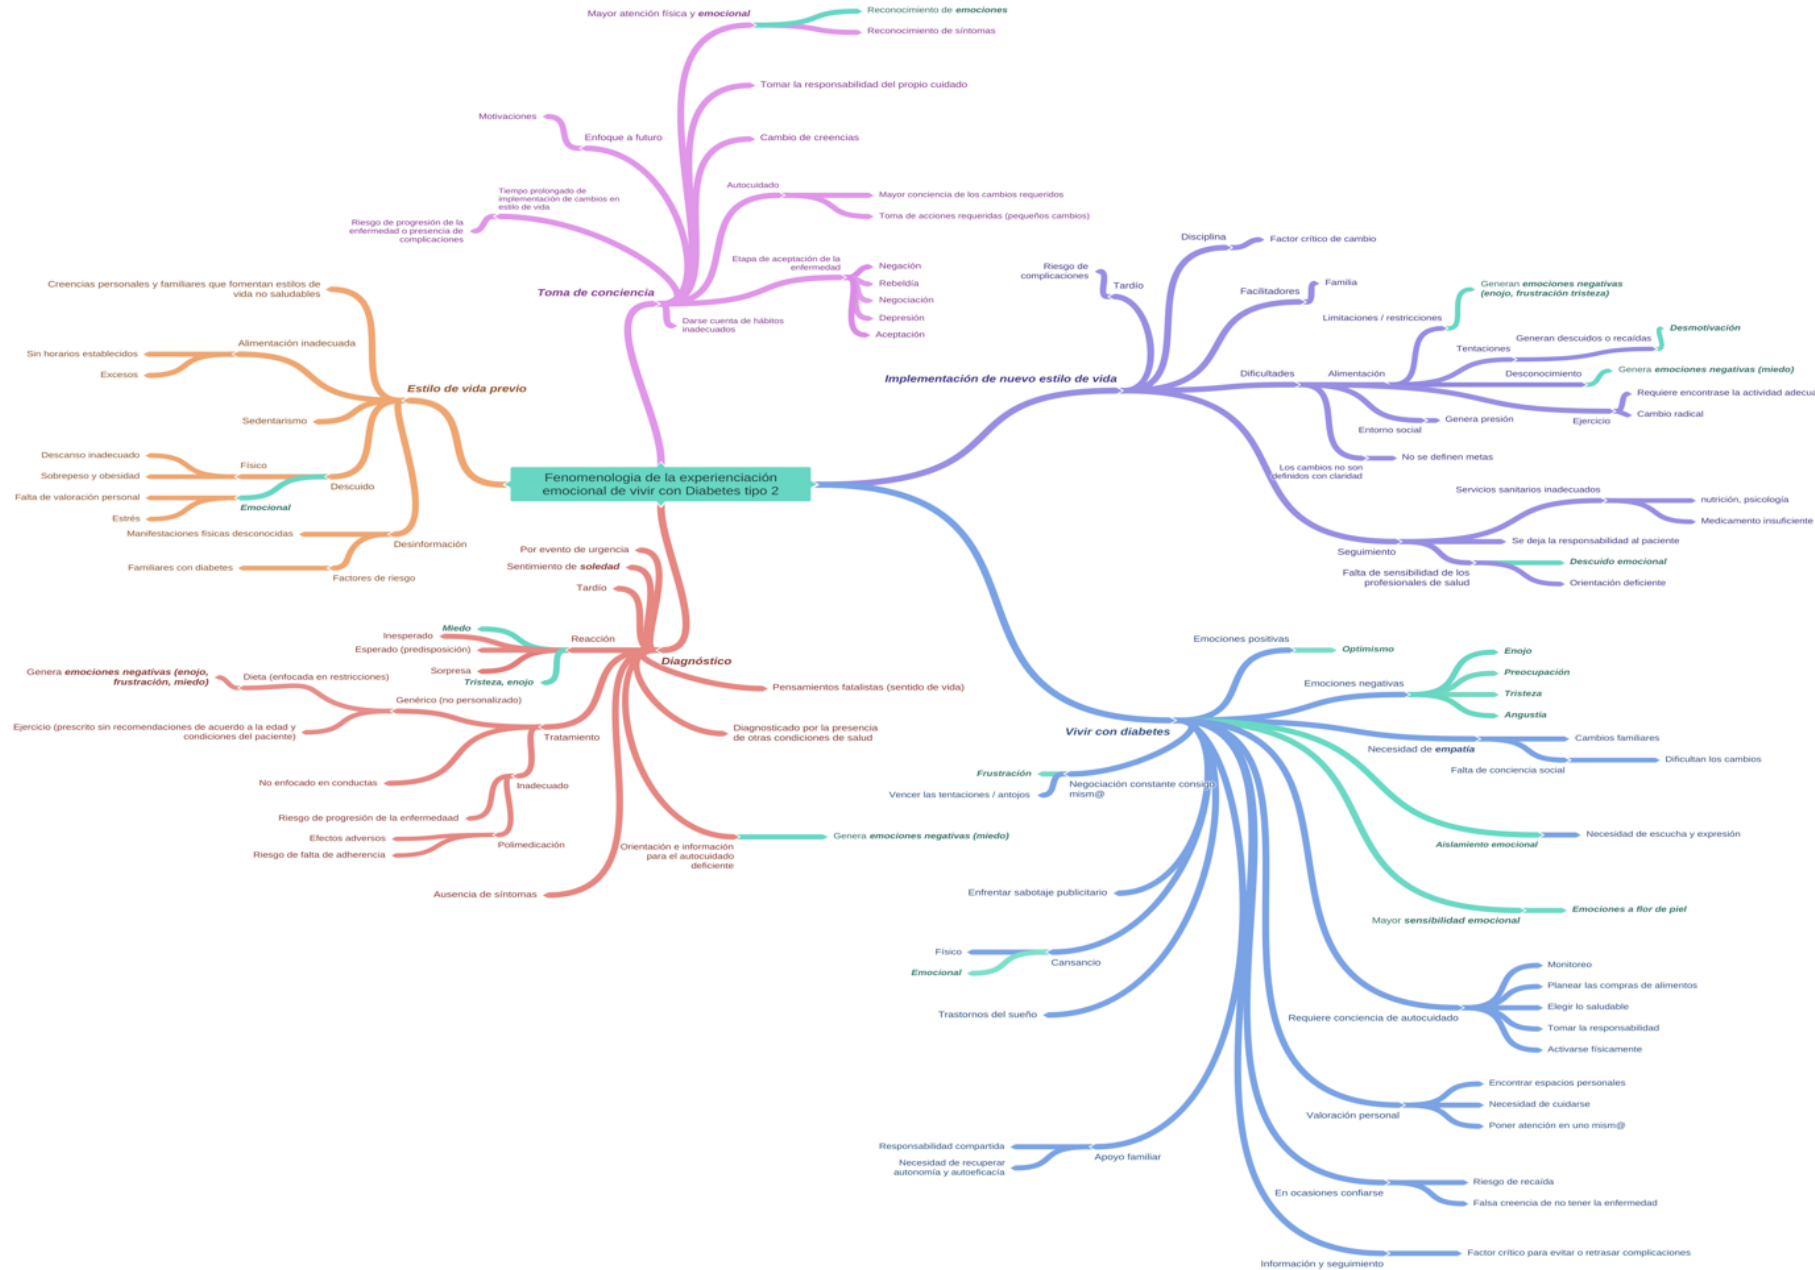 Fenomenologia de la experienciación
emocional de vivir con Diabetes tipo 2
Toma de conciencia
Mayor atención física y emocional
Reconocimiento de emociones
Reconocimiento de síntomas
Tomar la responsabilidad del propio cuidado
Cambio de creencias
Motivaciones
Enfoque a futuro
Tiempo prolongado de
implementación de cambios en
estilo de vida
Riesgo de progresión de la
enfermedad o presencia de
complicaciones
Autocuidado
Mayor conciencia de los cambios requeridos
Toma de acciones requeridas (pequeños cambios)
Etapa de aceptación de la
enfermedad
Negación
Rebeldía
Negociación
Depresión
Aceptación
Darse cuenta de hábitos
inadecuados
Estilo de vida previo
Creencias personales y familiares que fomentan estilos de
vida no saludables
Alimentación inadecuada
Sin horarios establecidos
Excesos
Sedentarismo
Descuido
Físico
Descanso inadecuado
Sobrepeso y obesidad
Emocional
Falta de valoración personal
Estrés
Desinformación
Manifestaciones físicas desconocidas
Factores de riesgo
Familiares con diabetes
Implementación de nuevo estilo de vida
Tardío
Riesgo de
complicaciones
Disciplina
Factor crítico de cambio
Facilitadores
Familia
Dificultades
Alimentación
Limitaciones / restricciones
Generan emociones negativas
(enojo, frustración tristeza)
Tentaciones
Generan descuidos o recaídas
Desmotivación
Desconocimiento
Genera emociones negativas (miedo)
Ejercicio
Requiere encontrase la actividad adecua
Cambio radical
Entorno social
Genera presión
Los cambios no son
definidos con claridad
No se definen metas
Seguimiento
Servicios sanitarios inadecuados
nutrición, psicología
Medicamento insuficiente
Se deja la responsabilidad al paciente
Falta de sensibilidad de los
profesionales de salud
Descuido emocional
Orientación deficiente
Diagnóstico
Por evento de urgencia
Sentimiento de soledad
Tardío
Reacción
Miedo
Inesperado
Esperado (predisposición)
Sorpresa
Tristeza, enojo
Tratamiento
Genérico (no personalizado)
Dieta (enfocada en restricciones)
Genera emociones negativas (enojo,
frustración, miedo)
Ejercicio (prescrito sin recomendaciones de acuerdo a la edad y
condiciones del paciente)
No enfocado en conductas
Inadecuado
Riesgo de progresión de la enfermedaad
Polimedicación
Efectos adversos
Riesgo de falta de adherencia
Ausencia de síntomas
Pensamientos fatalistas (sentido de vida)
Diagnosticado por la presencia
de otras condiciones de salud
Orientación e información
para el autocuidado
deficiente
Genera emociones negativas (miedo)
Vivir con diabetes
Emociones positivas
Optimismo
Emociones negativas
Enojo
Preocupación
Tristeza
Angustia
Necesidad de empatía
Cambios familiares
Falta de conciencia social
Dificultan los cambios
Aislamiento emocional
Necesidad de escucha y expresión
Mayor sensibilidad emocional
Emociones a flor de piel
Requiere conciencia de autocuidado
Monitoreo
Planear las compras de alimentos
Elegir lo saludable
Tomar la responsabilidad
Activarse físicamente
Valoración personal
Encontrar espacios personales
Necesidad de cuidarse
Poner atención en uno mism@
En ocasiones confiarse
Riesgo de recaída
Falsa creencia de no tener la enfermedad
Información y seguimiento
Factor crítico para evitar o retrasar complicaciones
Negociación constante consigo
mism@
Frustración
Vencer las tentaciones / antojos
Enfrentar sabotaje publicitario
Cansancio
Físico
Emocional
Trastornos del sueño
Apoyo familiar
Responsabilidad compartida
Necesidad de recuperar
autonomía y autoeficacía